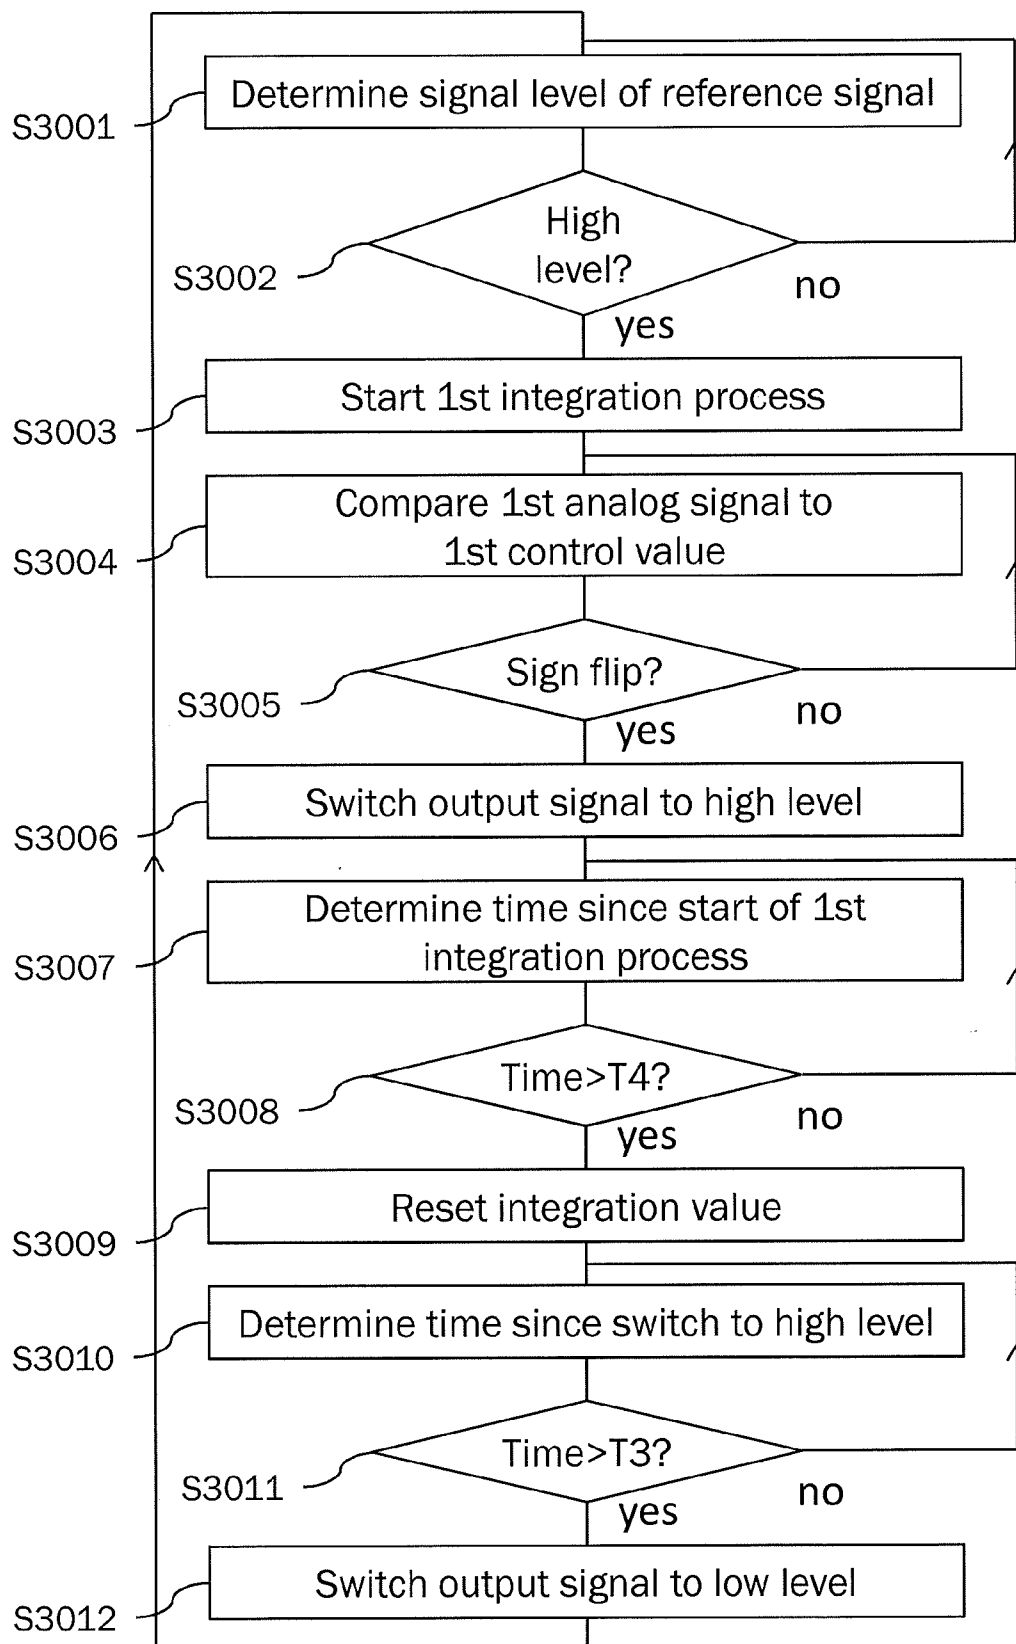 Determine signal level of reference signal
S3001
High
level?
S3002
no
yes
Start 1st integration process
S3003
Compare 1st analog signal to
1st control value
S3004
Sign flip?
S3005
no
yes
Switch output signal to high level
S3006
Determine time since start of 1st
integration process
S3007
Time>T4?
S3008
no
yes
Reset integration value
S3009
Determine time since switch to high level
S3010
Time>T3?
S3011
no
yes
Switch output signal to low level
S3012